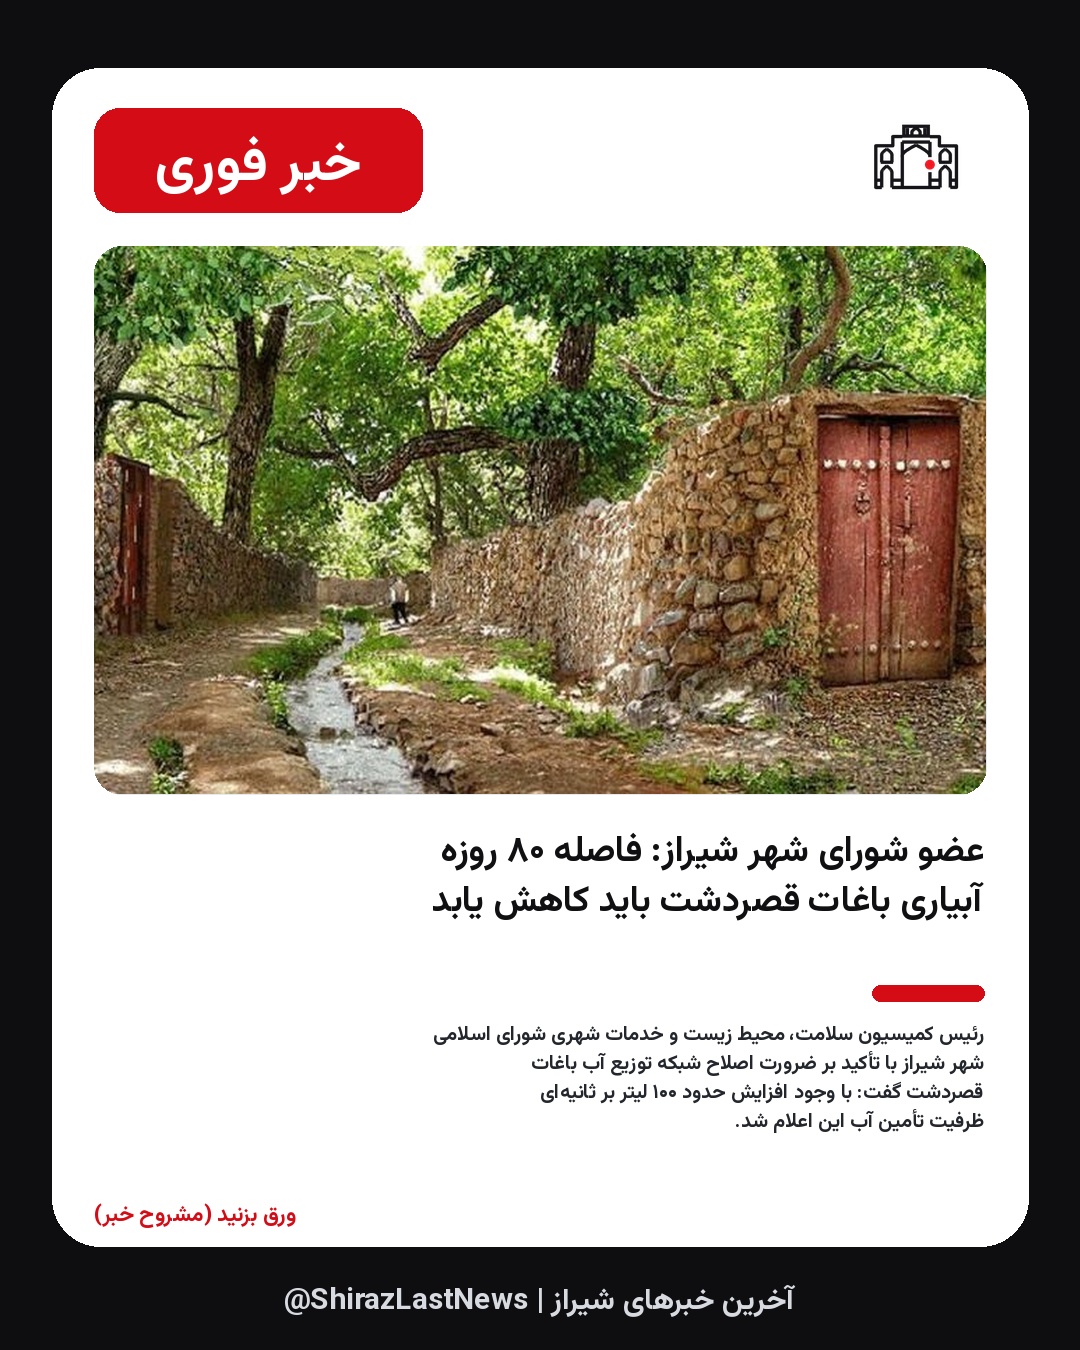 خبر فوری
عضو شورای شهر شیراز: فاصله ۸۰ روزه
آبیاری باغات قصردشت باید کاهش یابد
رئیس کمیسیون سلامت، محیط زیست و خدمات شهری شورای اسلامی
شهر شیراز با تأکید بر ضرورت اصلاح شبکه توزیع آب باغات
قصردشت گفت: با وجود افزایش حدود ۱۰۰ لیتر بر ثانیه‌ای
ظرفیت تأمین آب این اعلام شد.
ورق بزنید (مشروح خبر)
آخرین خبرهای شیراز | @ShirazLastNews